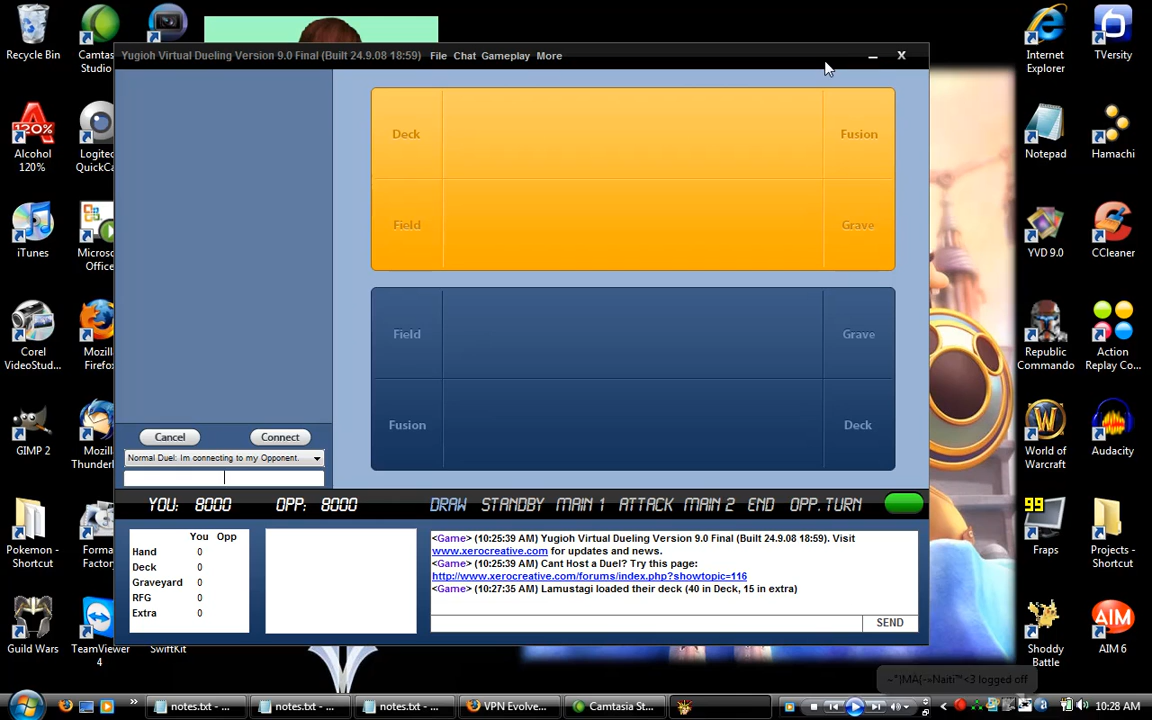 Recycle Bin
Camtas
Studio
Internet
Explorer
TVersity
Yugioh Virtual Dueling Version 9.0 Final (Built 24.9.08 18:59) File Chat Gameplay More
Deck
Fusion
Field
Grave
Field
Grave
Fusion
Deck
Alcohol
120%
Logitec
QuickCa
Notepad
Hamachi
iTunes
Micros
Office
YVD 9.0
CCleaner
Corel
VideoStud...
Mozill
Firefo
Republic
Commando
Action
Replay Co...
GIMP 2
Mozill
Thunder
World of
Warcraft
Audacity
Cancel
Connect
Normal Duel: Im connecting to my Opponent.
YOU: 8000 OPP: 8000 DRAW STANDBY MAIN 1 ATTACK MAIN 2 END OPP.TURN
You Opp
Hand 0
Deck 0
Graveyard 0
RFG 0
Extra 0
<Game> (10:25:39 AM) Yugioh Virtual Dueling Version 9.0 Final (Built 24.9.08 18:59). Visit
www.xerocreative.com for updates and news.
<Game> (10:25:39 AM) Cant Host a Duel? Try this page:
http://www.xerocreative.com/forums/index.php?showtopic=116
<Game> (10:27:35 AM) Lamustagi loaded their deck (40 in Deck, 15 in extra)
SEND
Pokemon -
Shortcut
Forma
Factor
99
Fraps
Projects -
Shortcut
Guild Wars
TeamViewer
4
SwiftKit
Shoddy
Battle
AIM 6
logged off
notes.txt - ...
notes.txt - ...
notes.txt - ...
VPN Evolve...
Camtasia St...
10:28 AM